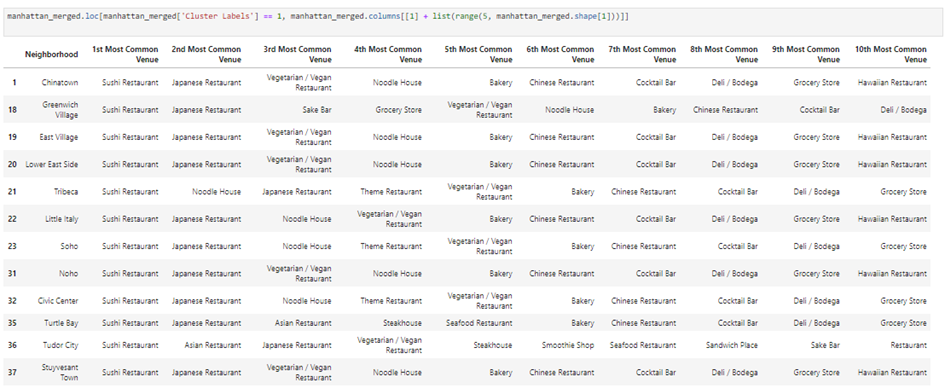 manhattan_merged.loc[manhattan_merged['Cluster Labels'] == 1, manhattan_merged.columns[[1] + list(range(5, manhattan_merged.shape[1]))]]
Neighborhood 1st Most Common Venue 2nd Most Common Venue 3rd Most Common Venue 4th Most Common Venue 5th Most Common Venue 6th Most Common Venue 7th Most Common Venue 8th Most Common Venue 9th Most Common Venue 10th Most Common Venue
1 Chinatown Sushi Restaurant Japanese Restaurant Vegetarian / Vegan Restaurant Noodle House Bakery Chinese Restaurant Cocktail Bar Deli / Bodega Grocery Store Hawaiian Restaurant
18 Greenwich Village Sushi Restaurant Japanese Restaurant Sake Bar Grocery Store Vegetarian / Vegan Restaurant Noodle House Bakery Chinese Restaurant Cocktail Bar Deli / Bodega
19 East Village Sushi Restaurant Japanese Restaurant Vegetarian / Vegan Restaurant Noodle House Bakery Chinese Restaurant Cocktail Bar Deli / Bodega Grocery Store Hawaiian Restaurant
20 Lower East Side Sushi Restaurant Japanese Restaurant Vegetarian / Vegan Restaurant Noodle House Bakery Chinese Restaurant Cocktail Bar Deli / Bodega Grocery Store Hawaiian Restaurant
21 Tribeca Sushi Restaurant Noodle House Japanese Restaurant Theme Restaurant Vegetarian / Vegan Restaurant Bakery Chinese Restaurant Cocktail Bar Deli / Bodega Grocery Store
22 Little Italy Sushi Restaurant Japanese Restaurant Noodle House Vegetarian / Vegan Restaurant Bakery Chinese Restaurant Cocktail Bar Deli / Bodega Grocery Store Hawaiian Restaurant
23 Soho Sushi Restaurant Japanese Restaurant Noodle House Theme Restaurant Vegetarian / Vegan Restaurant Bakery Chinese Restaurant Cocktail Bar Deli / Bodega Grocery Store
31 Noho Sushi Restaurant Japanese Restaurant Vegetarian / Vegan Restaurant Noodle House Bakery Chinese Restaurant Cocktail Bar Deli / Bodega Grocery Store Hawaiian Restaurant
32 Civic Center Sushi Restaurant Japanese Restaurant Noodle House Theme Restaurant Vegetarian / Vegan Restaurant Bakery Chinese Restaurant Cocktail Bar Deli / Bodega Grocery Store
35 Turtle Bay Sushi Restaurant Japanese Restaurant Asian Restaurant Steakhouse Seafood Restaurant Bakery Chinese Restaurant Cocktail Bar Deli / Bodega Grocery Store
36 Tudor City Sushi Restaurant Asian Restaurant Japanese Restaurant Vegetarian / Vegan Restaurant Steakhouse Smoothie Shop Seafood Restaurant Sandwich Place Sake Bar Restaurant
37 Stuyvesant Town Sushi Restaurant Japanese Restaurant Vegetarian / Vegan Restaurant Noodle House Bakery Chinese Restaurant Cocktail Bar Deli / Bodega Grocery Store Hawaiian Restaurant